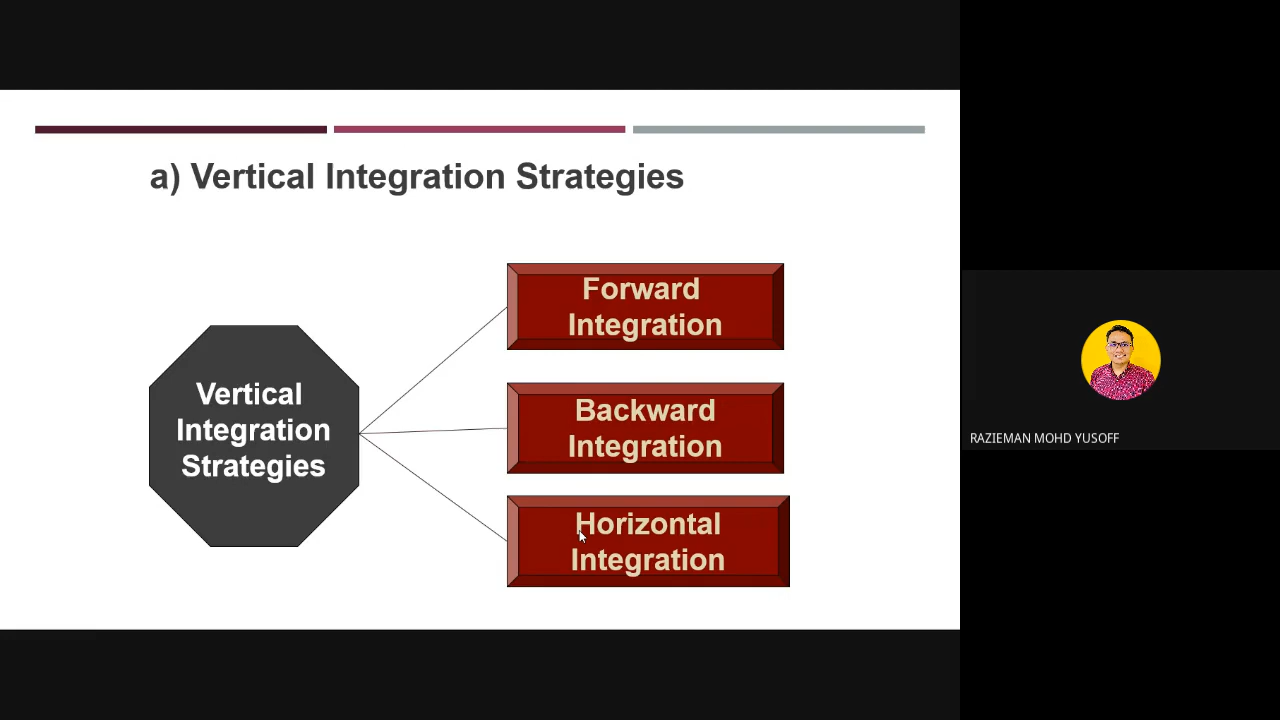 a) Vertical Integration Strategies
Vertical
Integration
Strategies
Forward
Integration
Backward
Integration
Horizontal
Integration
RAZIEMAN MOHD YUSOFF